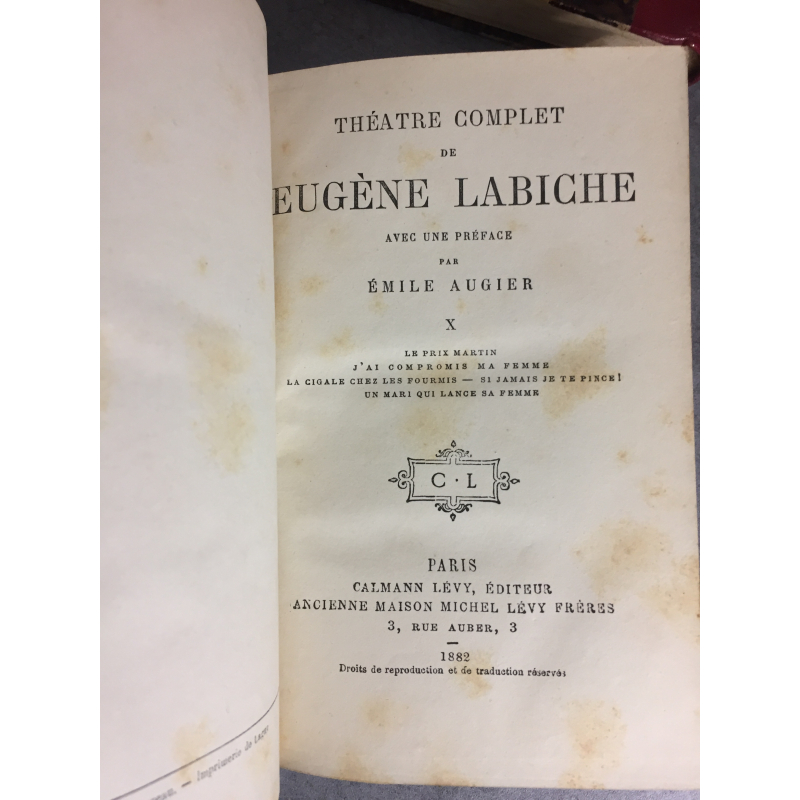 THÉATRE COMPLET
DE
EUGÈNE LABICHE
AVEC UNE PRÉFACE
PAR
ÉMILE AUGIER
X
LE PRIX MARTIN
J'AI COMPROMIS MA FEMME
LA CIGALE CHEZ LES FOURMIS — SI JAMAIS JE TE PINCE!
UN MARI QUI LANCE SA FEMME
C · L
PARIS
CALMANN LÉVY, ÉDITEUR
ANCIENNE MAISON MICHEL LÉVY FRÈRES
3, RUE AUBER, 3
1882
Droits de reproduction et de traduction réservés
— Imprimerie de